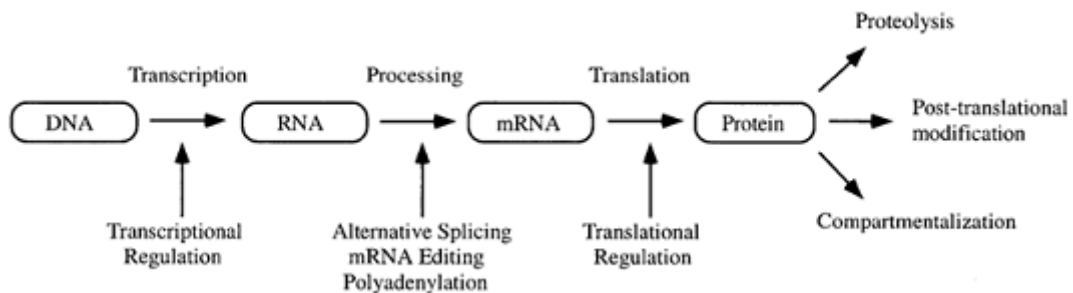 Proteolysis
Transcription
Processing
Translation
DNA
RNA
mRNA
Protein
Post-translational
modification
Transcriptional
Regulation
Alternative Splicing
mRNA Editing
Polyadenylation
Translational
Regulation
Compartmentalization